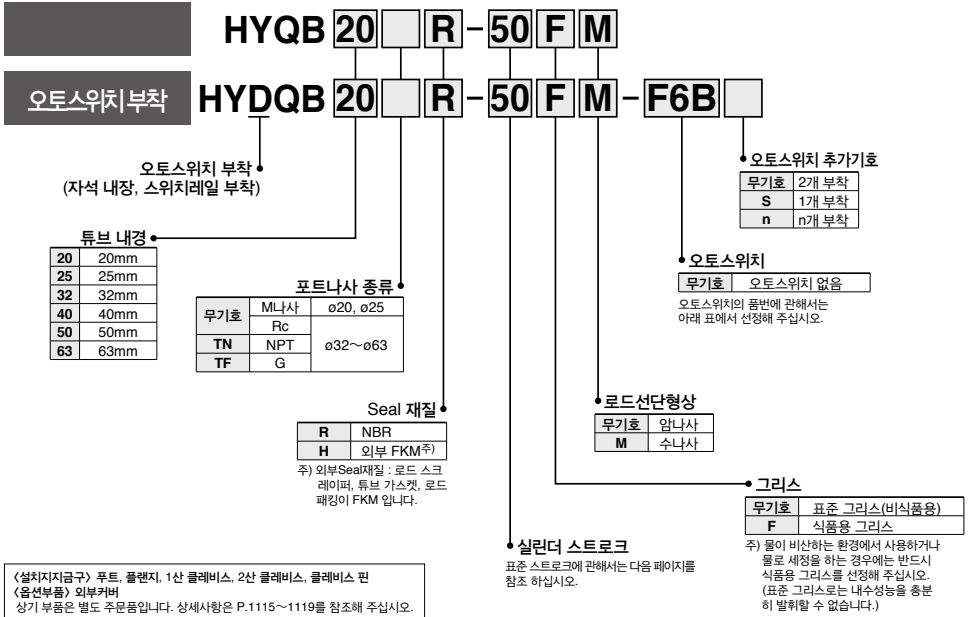 HYQB 20 R - 50 F M
오토스위치 부착 HYDQB 20 R - 50 F M - F6B
오토스위치 부착
(자석 내장, 스위치레일 부착)
튜브 내경
20 20mm
25 25mm
32 32mm
40 40mm
50 50mm
63 63mm
포트나사 종류
무기호 M나사 ø20, ø25
Rc ø32～ø63
TN NPT
TF G
Seal 재질
R NBR
H 외부 FKM주)
주) 외부Seal재질 : 로드 스크
레이퍼, 튜브 가스켓, 로드
패킹이 FKM 입니다.
오토스위치 추가기호
무기호 2개 부착
S 1개 부착
n n개 부착
오토스위치
무기호 오토스위치 없음
오토스위치의 품번에 관해서는
아래 표에서 선정해 주십시오.
로드선단형상
무기호 암나사
M 수나사
그리스
무기호 표준 그리스(비식품용)
F 식품용 그리스
주) 물이 비산하는 환경에서 사용하거나
물로 세정을 하는 경우에는 반드시
식품용 그리스를 선정해 주십시오.
(표준 그리스로는 내수성능을 충분
히 발휘할 수 없습니다.)
실린더 스트로크
표준 스트로크에 관해서는 다음 페이지를
참조 하십시오.
〈설치지지금구〉 푸트, 플랜지, 1산 클레비스, 2산 클레비스, 클레비스 핀
〈옵션부품〉 외부커버
상기 부품은 별도 주문품입니다. 상세사항은 P.1115～1119를 참조해 주십시오.